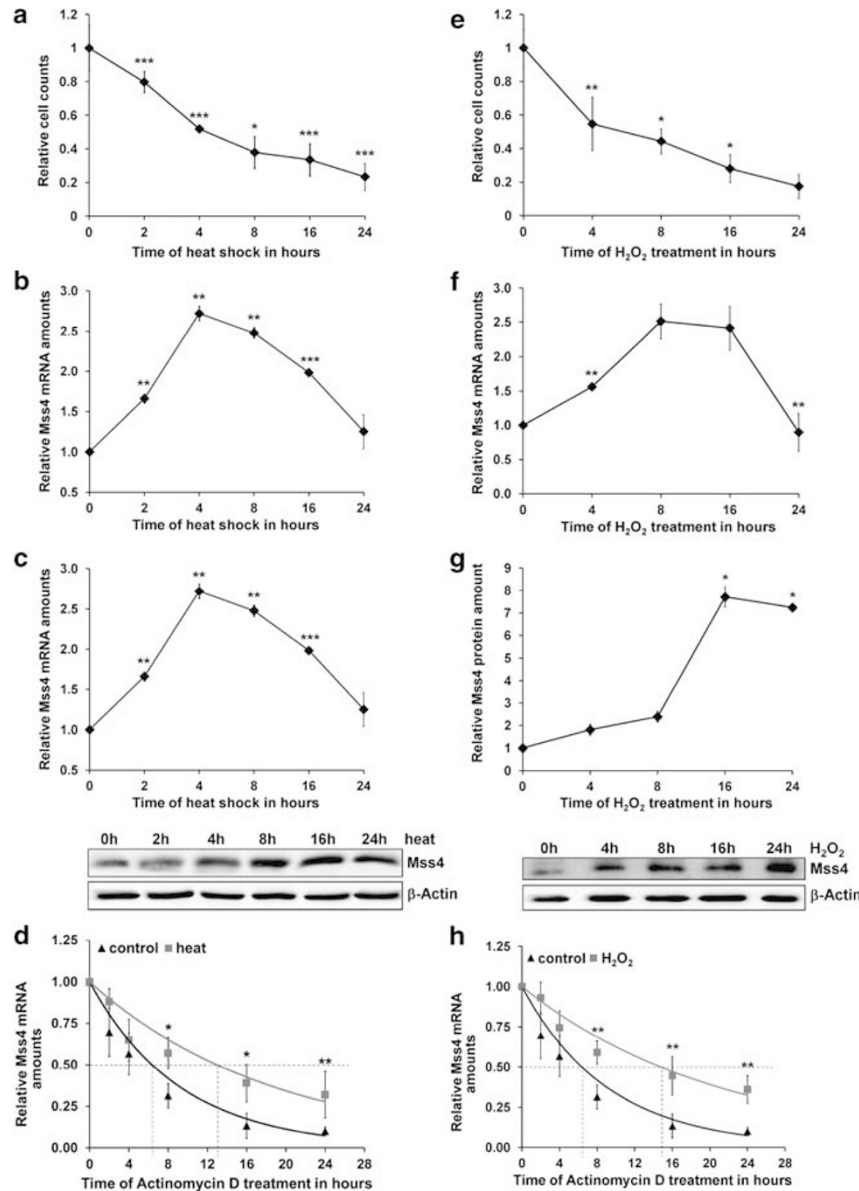 a
Relative cell counts
1.2
1
0.8
0.6
0.4
0.2
0
***
***
*
***
***
0 2 4 8 16 24
Time of heat shock in hours
e
Relative cell counts
1.2
1
0.8
0.6
0.4
0.2
0
**
*
*
0 4 8 16 24
Time of H₂O₂ treatment in hours
b
Relative Mss4 mRNA amounts
3.0
2.5
2.0
1.5
1.0
0.5
**
**
**
***
0 2 4 8 16 24
Time of heat shock in hours
f
Relative Mss4 mRNA amounts
3.0
2.5
2.0
1.5
1.0
0.5
0.0
**
**
0 4 8 16 24
Time of H₂O₂ treatment in hours
c
Relative Mss4 mRNA amounts
3.0
2.5
2.0
1.5
1.0
0.5
**
**
**
***
0 2 4 8 16 24
Time of heat shock in hours
0h 2h 4h 8h 16h 24h heat
Mss4
β-Actin
g
Relative Mss4 protein amount
9
8
7
6
5
4
3
2
1
0
*
*
0 4 8 16 24
Time of H₂O₂ treatment in hours
0h 4h 8h 16h 24h H₂O₂
Mss4
β-Actin
d
Relative Mss4 mRNA
amounts
1.25
1.00
0.75
0.50
0.25
0.00
control heat
*
*
**
0 4 8 12 16 20 24 28
Time of Actinomycin D treatment in hours
h
Relative Mss4 mRNA
amounts
1.25
1.00
0.75
0.50
0.25
0.00
control H₂O₂
**
**
**
0 4 8 12 16 20 24 28
Time of Actinomycin D treatment in hours